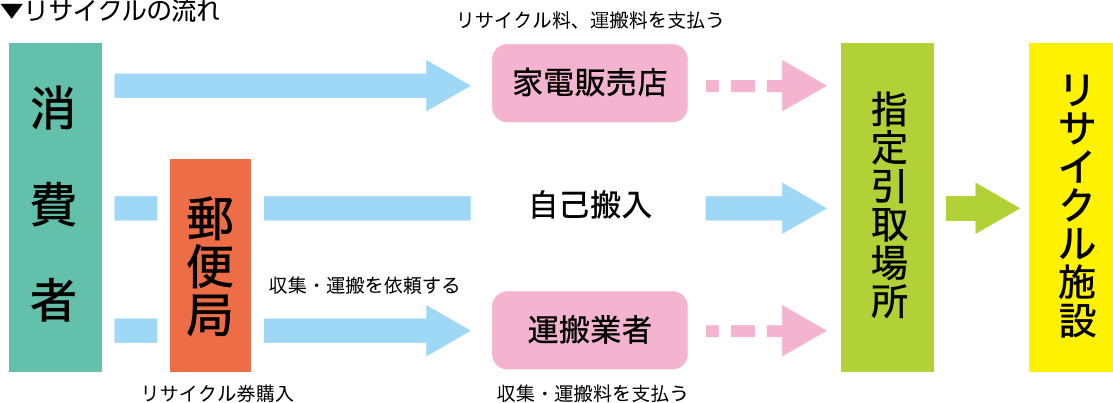 ▼リサイクルの流れ
リサイクル料、運搬料を支払う
消費者
家電販売店
郵便局
自己搬入
収集・運搬を依頼する
運搬業者
指定引取場所
リサイクル施設
リサイクル券購入
収集・運搬料を支払う